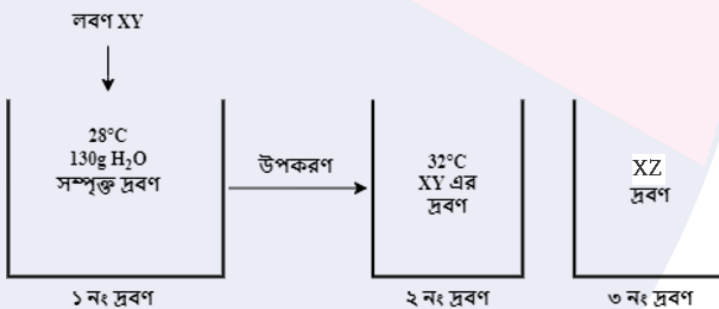 লবণ XY
28°C
130g H₂O
সম্পৃক্ত দ্রবণ
উপকরণ
32°C
XY এর
দ্রবণ
XZ
দ্রবণ
১ নং দ্রবণ
২ নং দ্রবণ
৩ নং দ্রবণ